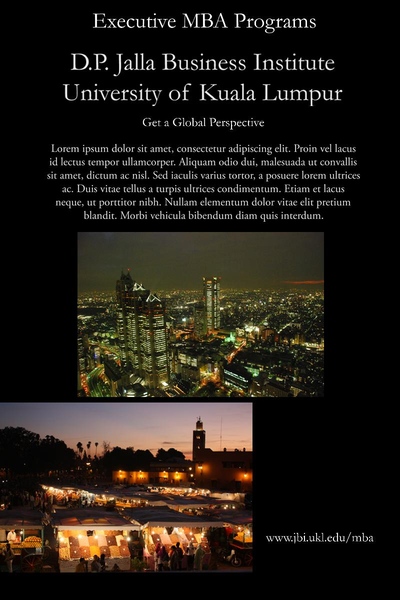 Executive MBA Programs
D.P. Jalla Business Institute
University of Kuala Lumpur
Get a Global Perspective
Lorem ipsum dolor sit amet, consectetur adipiscing elit. Proin vel lacus
id lectus tempor ullamcorper. Aliquam odio dui, malesuada ut convallis
sit amet, dictum ac nisl. Sed iaculis varius tortor, a posuere lorem ultrices
ac. Duis vitae tellus a turpis ultrices condimentum. Etiam et lacus
neque, ut porttitor nibh. Nullam elementum dolor vitae elit pretium
blandit. Morbi vehicula bibendum diam quis interdum.
www.jbi.ukl.edu/mba